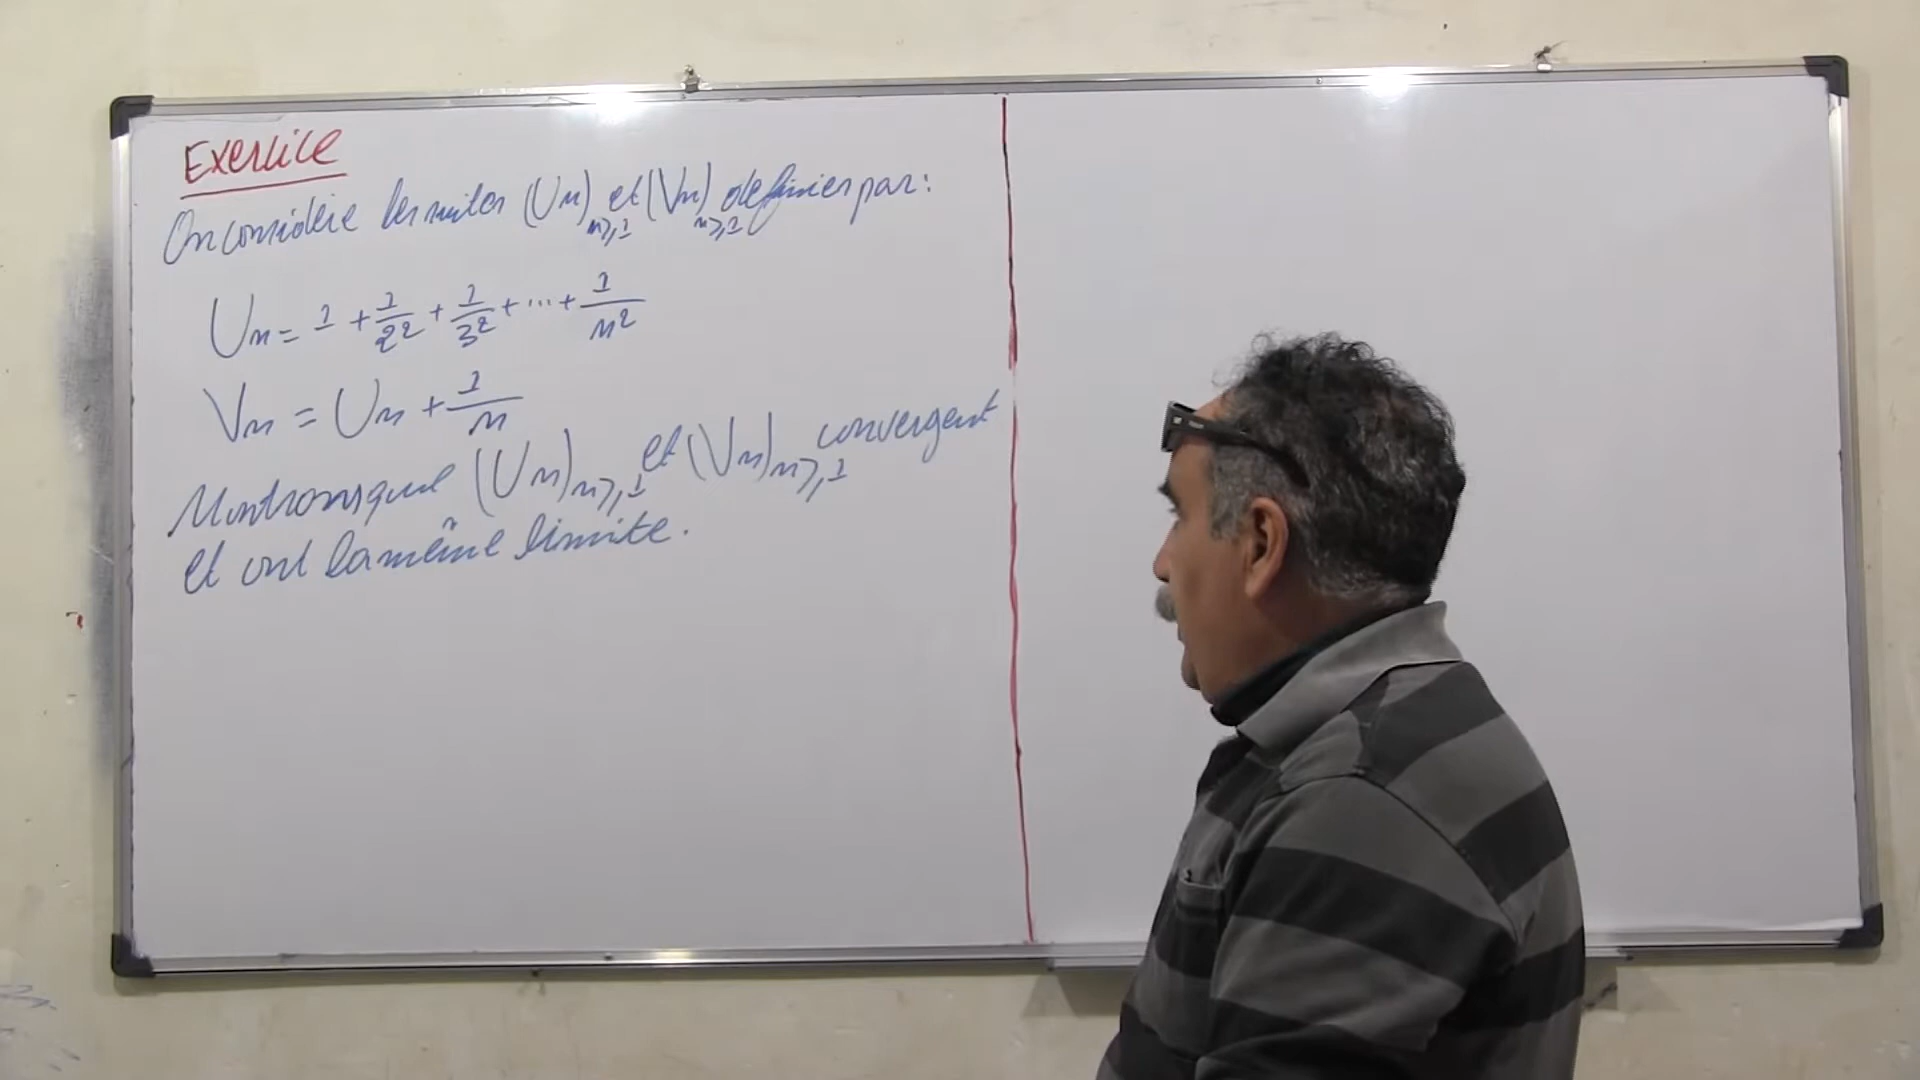 Exercice
On considère les suites (Un)n≥1 et (Vn)n≥1 definies par :
Un = 1 + 1/2² + 1/3² + ... + 1/n²
Vn = Un + 1/n
Montrons que (Un)n≥1 et (Vn)n≥1 convergent
et ont la même limite.